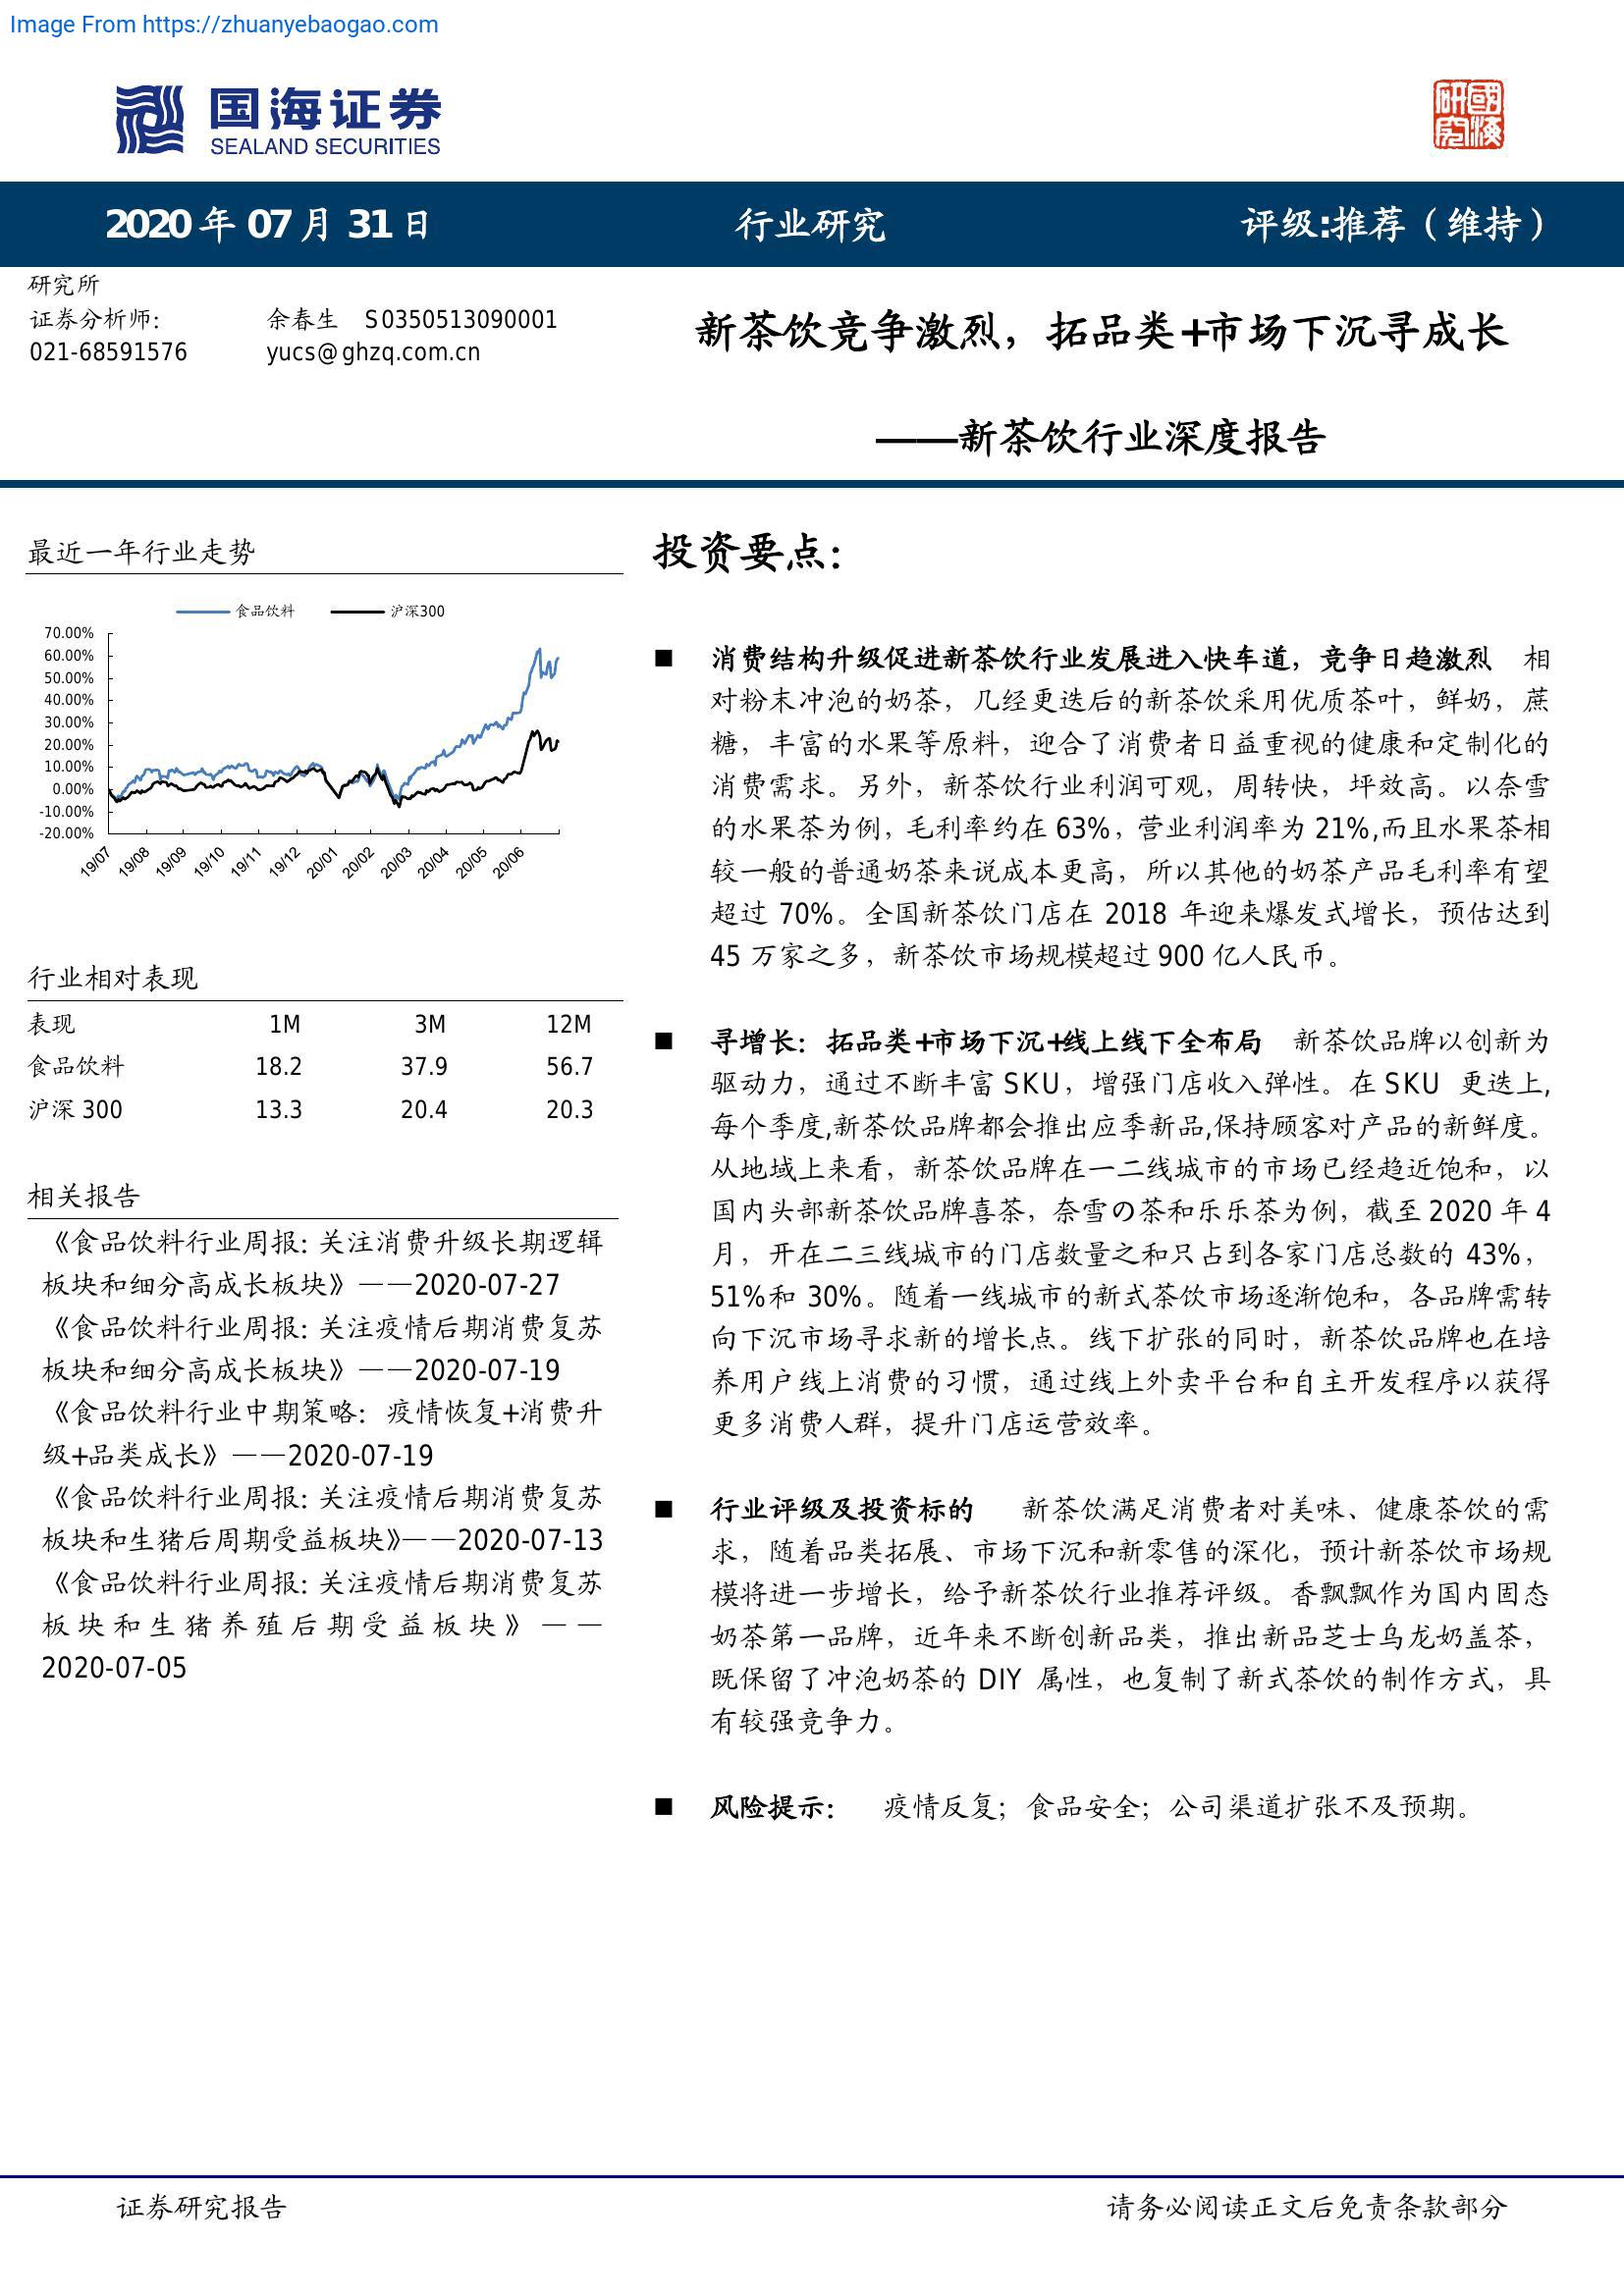 Image From https://zhuanyebaogao.com
国海证券
SEALAND SECURITIES
研究
國海
2020 年 07 月 31 日 行业研究 评级:推荐（维持）
研究所
证券分析师： 余春生 S0350513090001
021-68591576 yucs@ghzq.com.cn
新茶饮竞争激烈，拓品类+市场下沉寻成长
——新茶饮行业深度报告
最近一年行业走势
食品饮料 沪深300
70.00%
60.00%
50.00%
40.00%
30.00%
20.00%
10.00%
0.00%
-10.00%
-20.00%
19/07 19/08 19/09 19/10 19/11 19/12 20/01 20/02 20/03 20/04 20/05 20/06
行业相对表现
表现 1M 3M 12M
食品饮料 18.2 37.9 56.7
沪深 300 13.3 20.4 20.3
相关报告
《食品饮料行业周报：关注消费升级长期逻辑
板块和细分高成长板块》——2020-07-27
《食品饮料行业周报：关注疫情后期消费复苏
板块和细分高成长板块》——2020-07-19
《食品饮料行业中期策略：疫情恢复+消费升
级+品类成长》——2020-07-19
《食品饮料行业周报：关注疫情后期消费复苏
板块和生猪后周期受益板块》——2020-07-13
《食品饮料行业周报：关注疫情后期消费复苏
板块和生猪养殖后期受益板块》——
2020-07-05
投资要点：
■ 消费结构升级促进新茶饮行业发展进入快车道，竞争日趋激烈 相
对粉末冲泡的奶茶，几经更迭后的新茶饮采用优质茶叶，鲜奶，蔗
糖，丰富的水果等原料，迎合了消费者日益重视的健康和定制化的
消费需求。另外，新茶饮行业利润可观，周转快，坪效高。以奈雪
的水果茶为例，毛利率约在 63%，营业利润率为 21%,而且水果茶相
较一般的普通奶茶来说成本更高，所以其他的奶茶产品毛利率有望
超过 70%。全国新茶饮门店在 2018 年迎来爆发式增长，预估达到
45 万家之多，新茶饮市场规模超过 900 亿人民币。
■ 寻增长：拓品类+市场下沉+线上线下全布局 新茶饮品牌以创新为
驱动力，通过不断丰富 SKU，增强门店收入弹性。在 SKU 更迭上,
每个季度,新茶饮品牌都会推出应季新品,保持顾客对产品的新鲜度。
从地域上来看，新茶饮品牌在一二线城市的市场已经趋近饱和，以
国内头部新茶饮品牌喜茶，奈雪の茶和乐乐茶为例，截至 2020 年 4
月，开在二三线城市的门店数量之和只占到各家门店总数的 43%，
51%和 30%。随着一线城市的新式茶饮市场逐渐饱和，各品牌需转
向下沉市场寻求新的增长点。线下扩张的同时，新茶饮品牌也在培
养用户线上消费的习惯，通过线上外卖平台和自主开发程序以获得
更多消费人群，提升门店运营效率。
■ 行业评级及投资标的 新茶饮满足消费者对美味、健康茶饮的需
求，随着品类拓展、市场下沉和新零售的深化，预计新茶饮市场规
模将进一步增长，给予新茶饮行业推荐评级。香飘飘作为国内固态
奶茶第一品牌，近年来不断创新品类，推出新品芝士乌龙奶盖茶，
既保留了冲泡奶茶的 DIY 属性，也复制了新式茶饮的制作方式，具
有较强竞争力。
■ 风险提示： 疫情反复；食品安全；公司渠道扩张不及预期。
证券研究报告 请务必阅读正文后免责条款部分